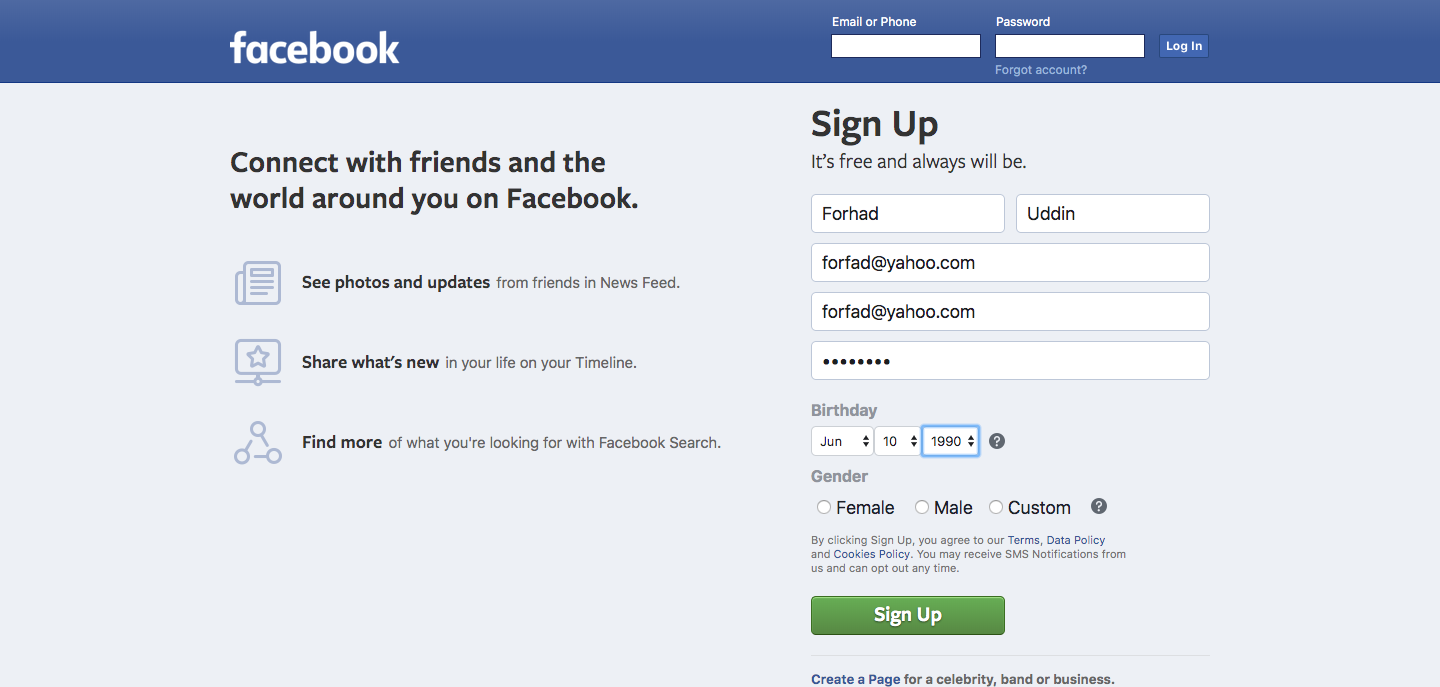 facebook
Email or Phone
Password
Log In
Forgot account?
Connect with friends and the
world around you on Facebook.
See photos and updates from friends in News Feed.
Share what's new in your life on your Timeline.
Find more of what you're looking for with Facebook Search.
Sign Up
It's free and always will be.
Forhad
Uddin
forfad@yahoo.com
forfad@yahoo.com
••••••••
Birthday
Jun 10 1990 ?
Gender
Female Male Custom ?
By clicking Sign Up, you agree to our Terms, Data Policy
and Cookies Policy. You may receive SMS Notifications from
us and can opt out any time.
Sign Up
Create a Page for a celebrity, band or business.